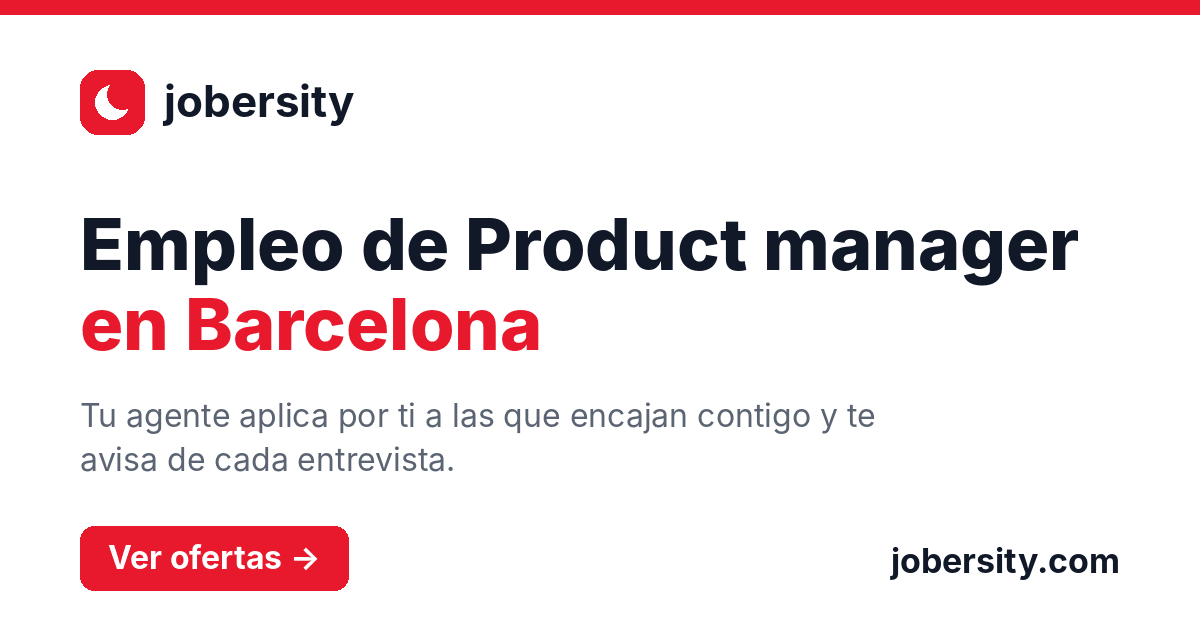 jobersity
Empleo de Product manager
en Barcelona
Tu agente aplica por ti a las que encajan contigo y te
avisa de cada entrevista.
Ver ofertas →
jobersity.com